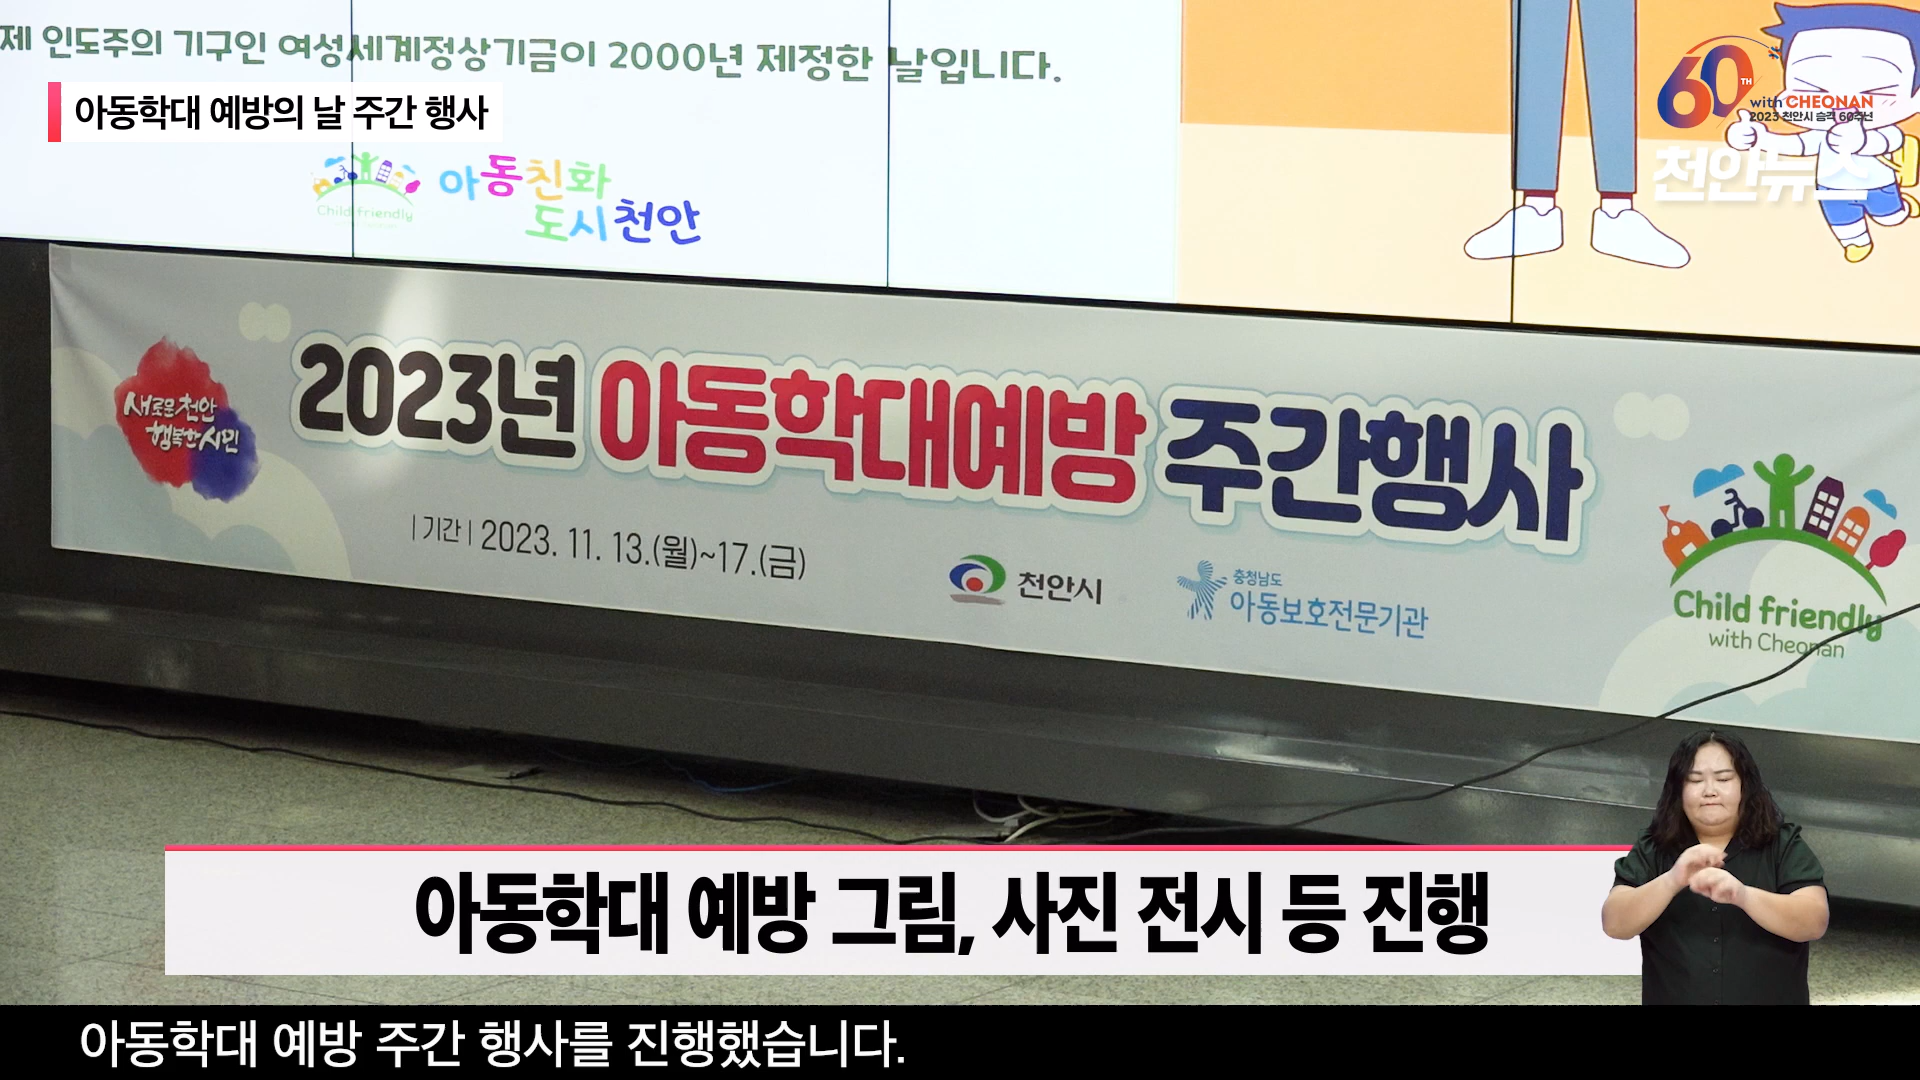 제 인도주의 기구인 여성세계정상기금이 2000년 제정한 날입니다.
아동학대 예방의 날 주간 행사
60TH
with CHEONAN
2023 천안시 승격 60주년
천안뉴스
Child friendly
아동친화
도시천안
새로운 천안
행복한 시민
2023년 아동학대예방 주간행사
|기간| 2023. 11. 13.(월)~17.(금)
천안시
충청남도
아동보호전문기관
Child friendly
with Cheonan
아동학대 예방 그림, 사진 전시 등 진행
아동학대 예방 주간 행사를 진행했습니다.